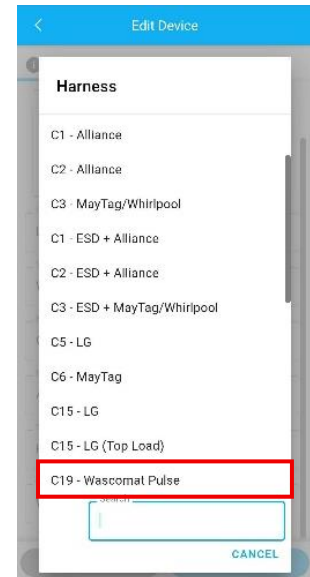 Edit Device
Harness
C1 - Alliance
C2 - Alliance
C3 - MayTag/Whirlpool
C1 - ESD + Alliance
C2 - ESD + Alliance
C3 - ESD + MayTag/Whirlpool
C5 - LG
C6 - MayTag
C15 - LG
C15 - LG (Top Load)
C19 - Wascomat Pulse
Search
CANCEL